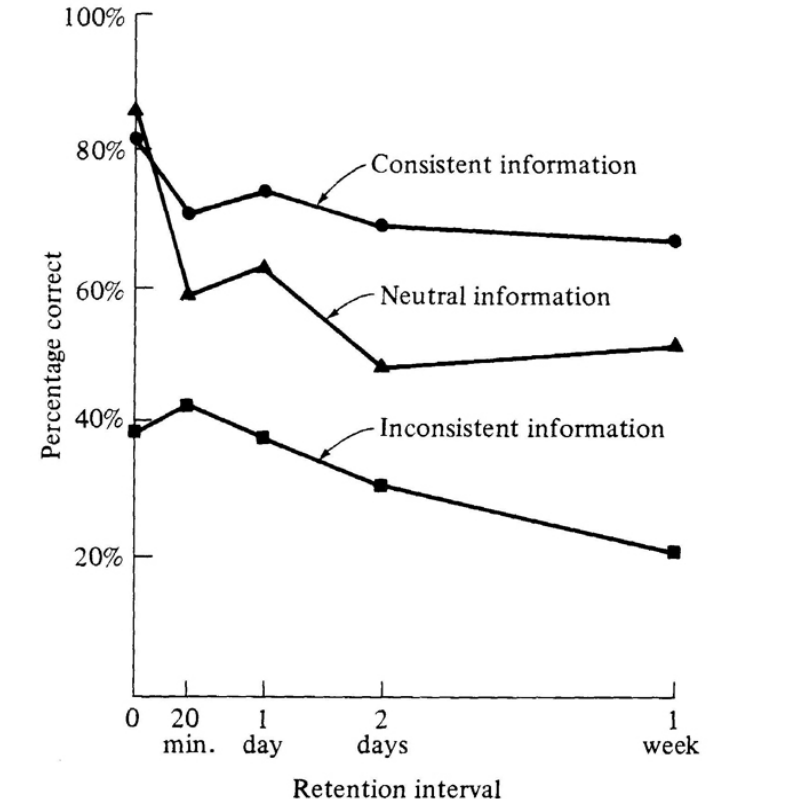 100%
80%
60%
40%
20%
Percentage correct
Consistent information
Neutral information
Inconsistent information
0 20 min. 1 day 2 days 1 week
Retention interval